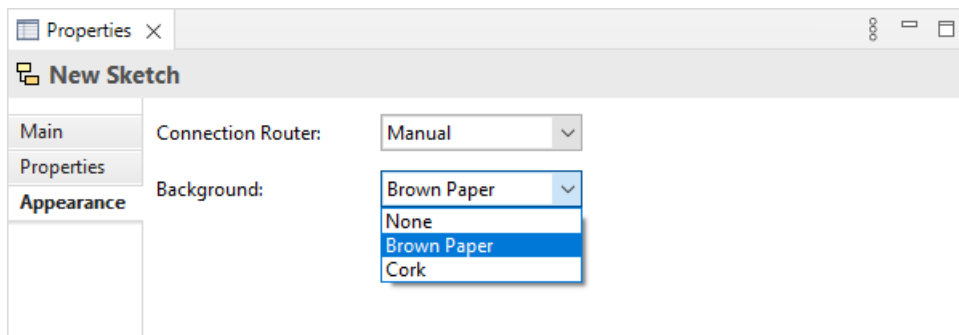 Properties
New Sketch
Main
Connection Router:
Manual
Properties
Background:
Brown Paper
Appearance
None
Brown Paper
Cork